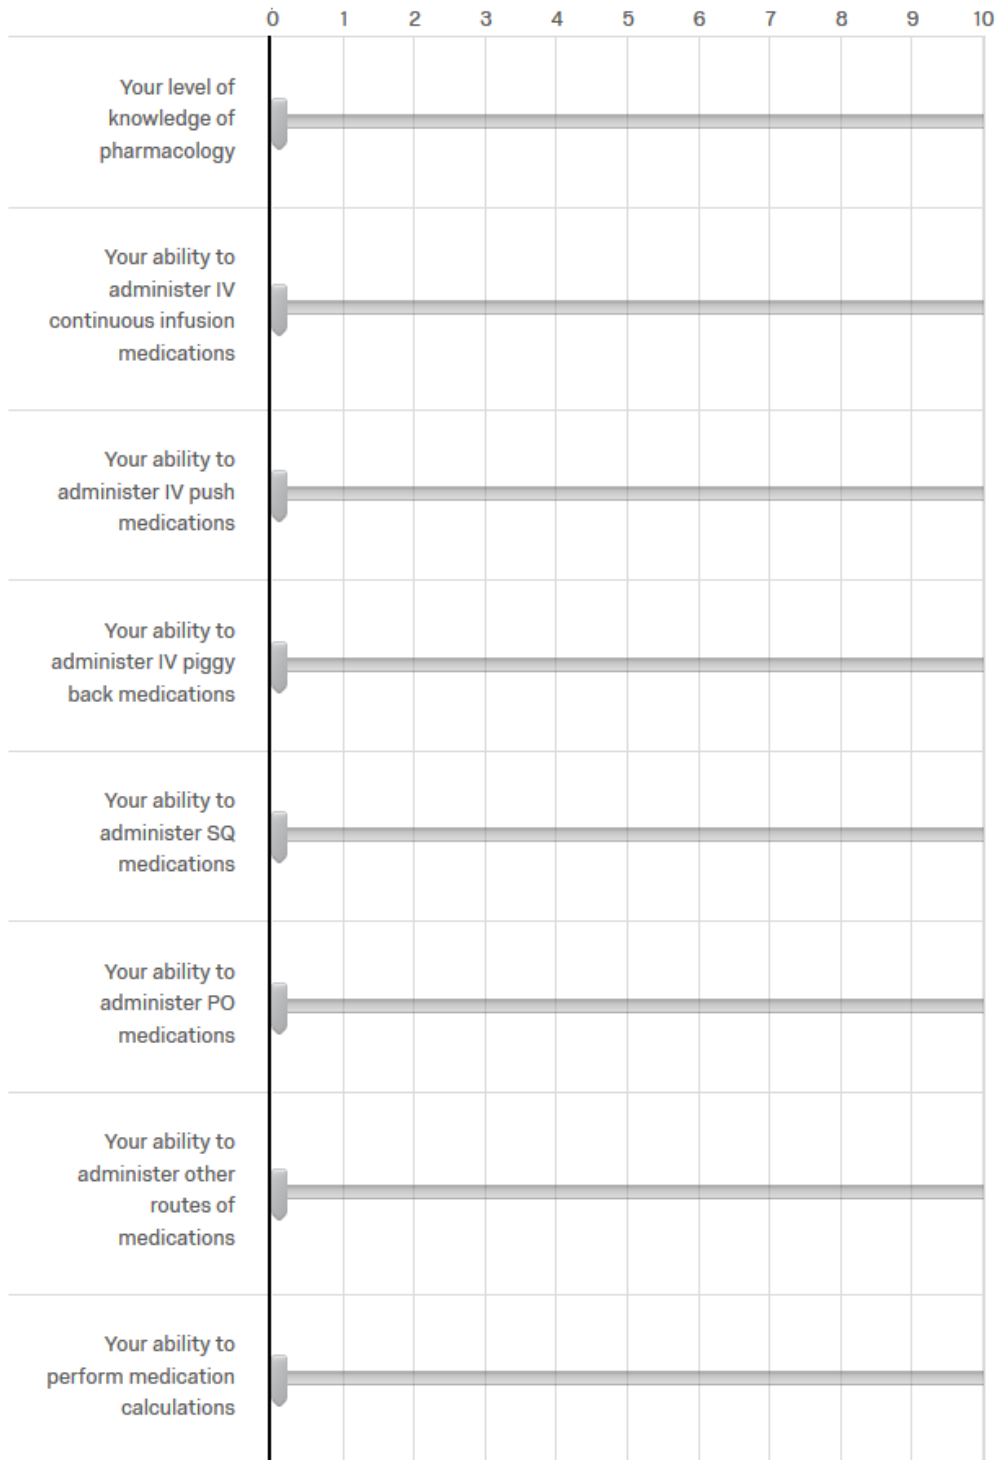 0 1 2 3 4 5 6 7 8 9 10
Your level of
knowledge of
pharmacology
Your ability to
administer IV
continuous infusion
medications
Your ability to
administer IV push
medications
Your ability to
administer IV piggy
back medications
Your ability to
administer SQ
medications
Your ability to
administer PO
medications
Your ability to
administer other
routes of
medications
Your ability to
perform medication
calculations